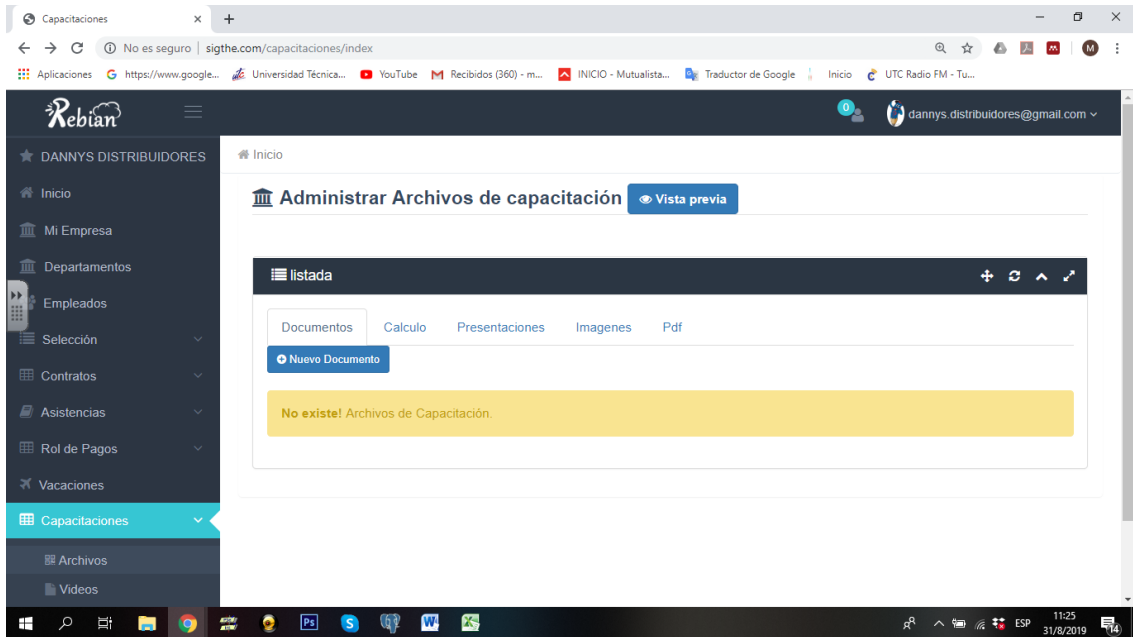 Capacitaciones
No es seguro | sigthe.com/capacitaciones/index
M
Aplicaciones https://www.google... Universidad Técnica... YouTube Recibidos (360) - m... INICIO - Mutualista... Traductor de Google Inicio UTC Radio FM - Tu...
Rebian
0
dannys.distribuidores@gmail.com
DANNYS DISTRIBUIDORES
Inicio
Inicio
Administrar Archivos de capacitación Vista previa
Mi Empresa
Departamentos
listada
Empleados
Documentos Calculo Presentaciones Imagenes Pdf
Selección
Nuevo Documento
Contratos
Asistencias
No existe! Archivos de Capacitación.
Rol de Pagos
Vacaciones
Capacitaciones
Archivos
Videos
Ps
S
W
ESP
11:25
31/8/2019
14